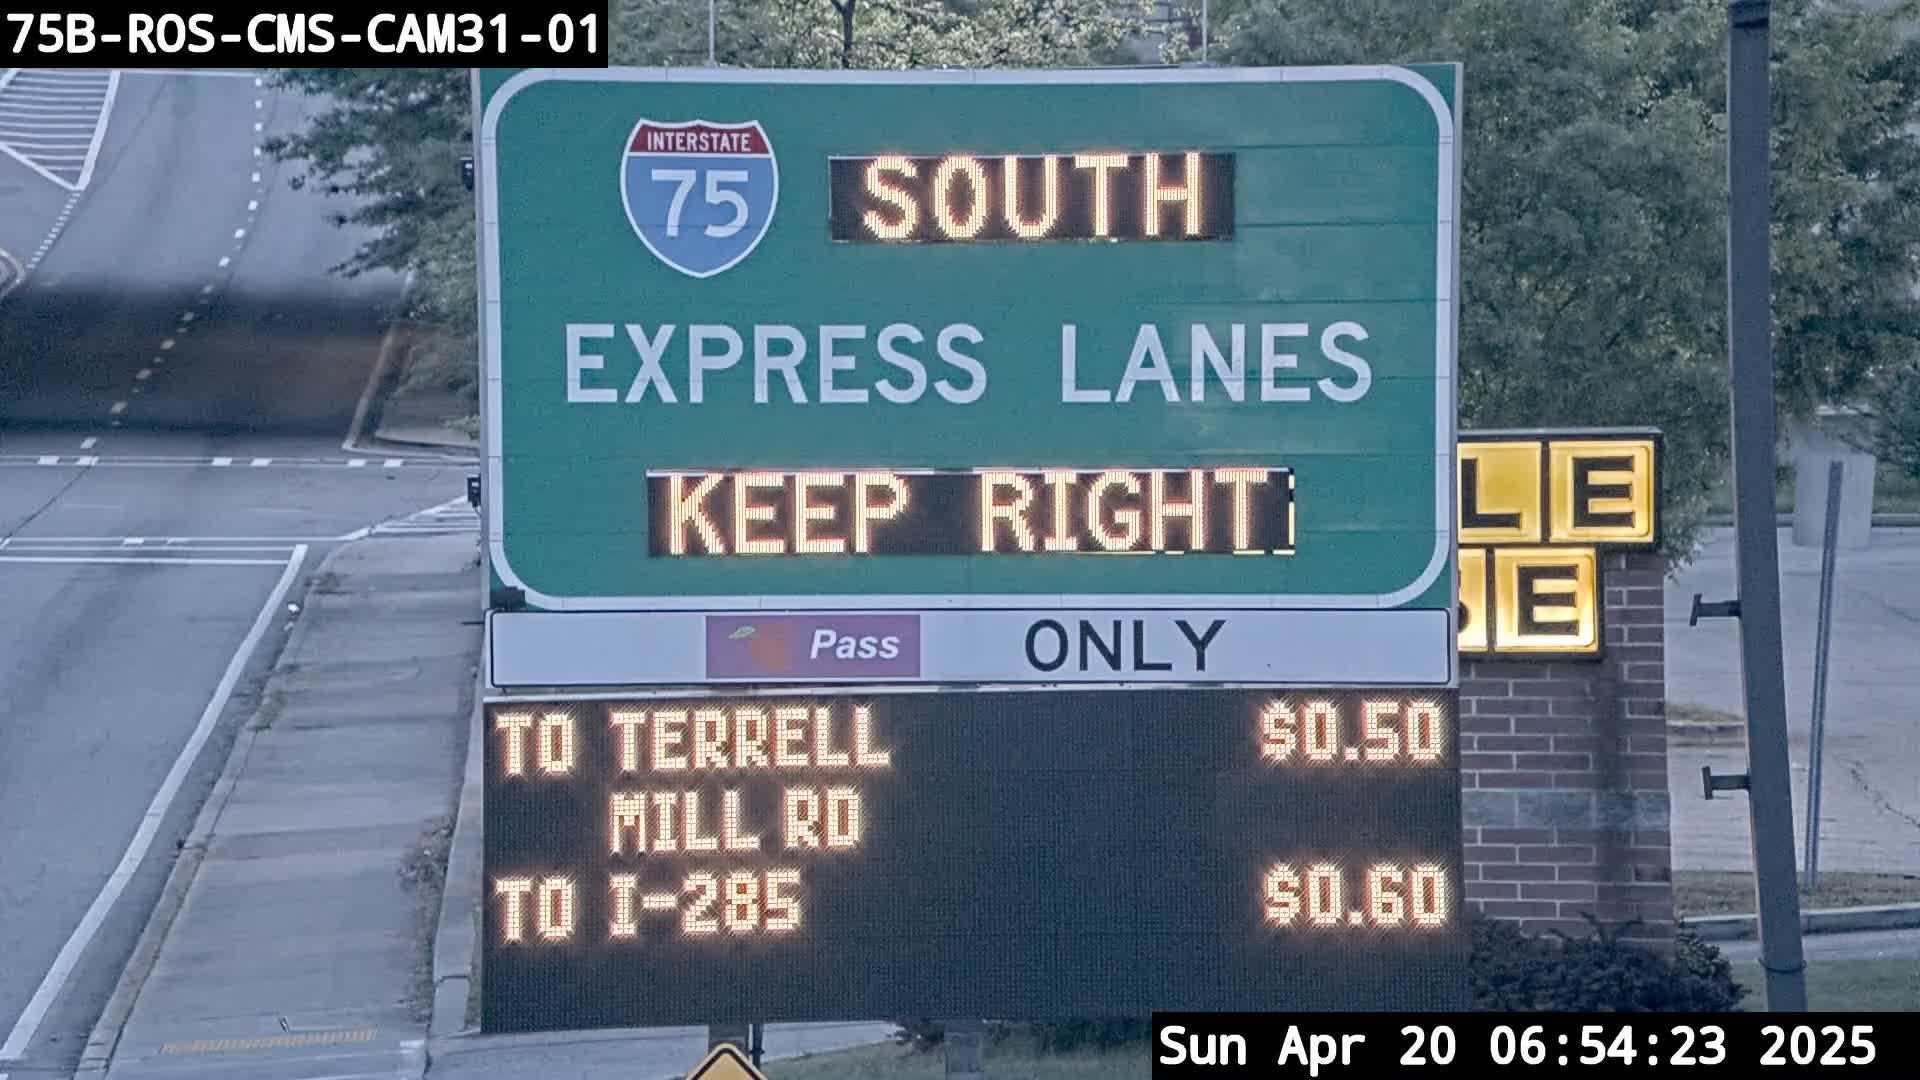 75B-ROS-CMS-CAM31-01
INTERSTATE
75
SOUTH
EXPRESS LANES
KEEP RIGHT
Pass ONLY
TO TERRELL $0.50
MILL RD
TO I-285 $0.60
LE
E
Sun Apr 20 06:54:23 2025